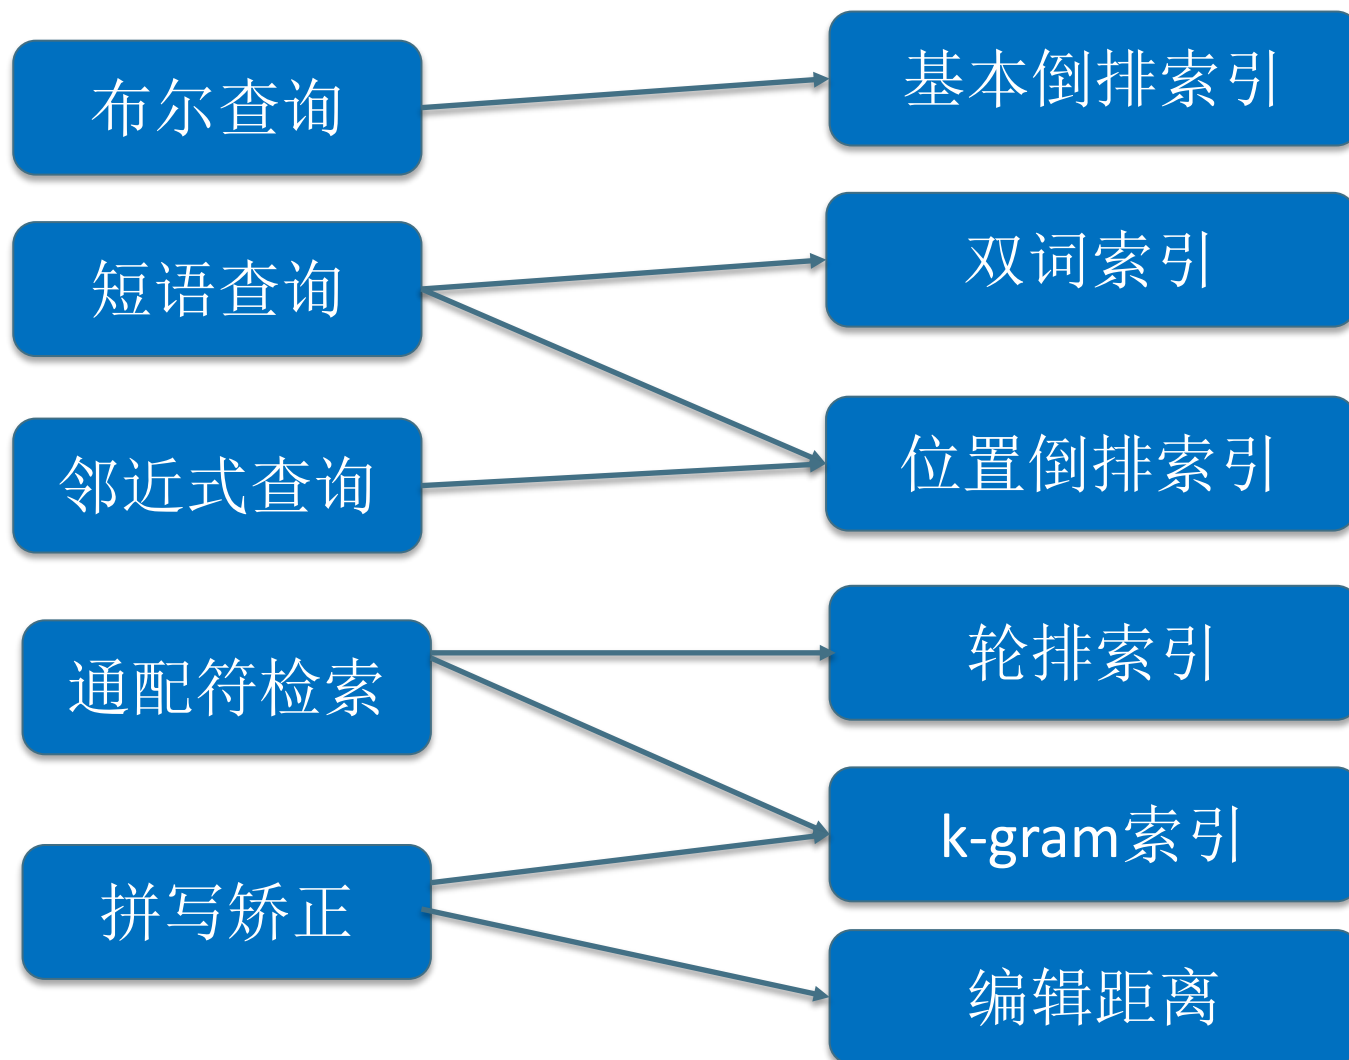 布尔查询
基本倒排索引
短语查询
双词索引
邻近式查询
位置倒排索引
通配符检索
轮排索引
k-gram索引
拼写矫正
编辑距离